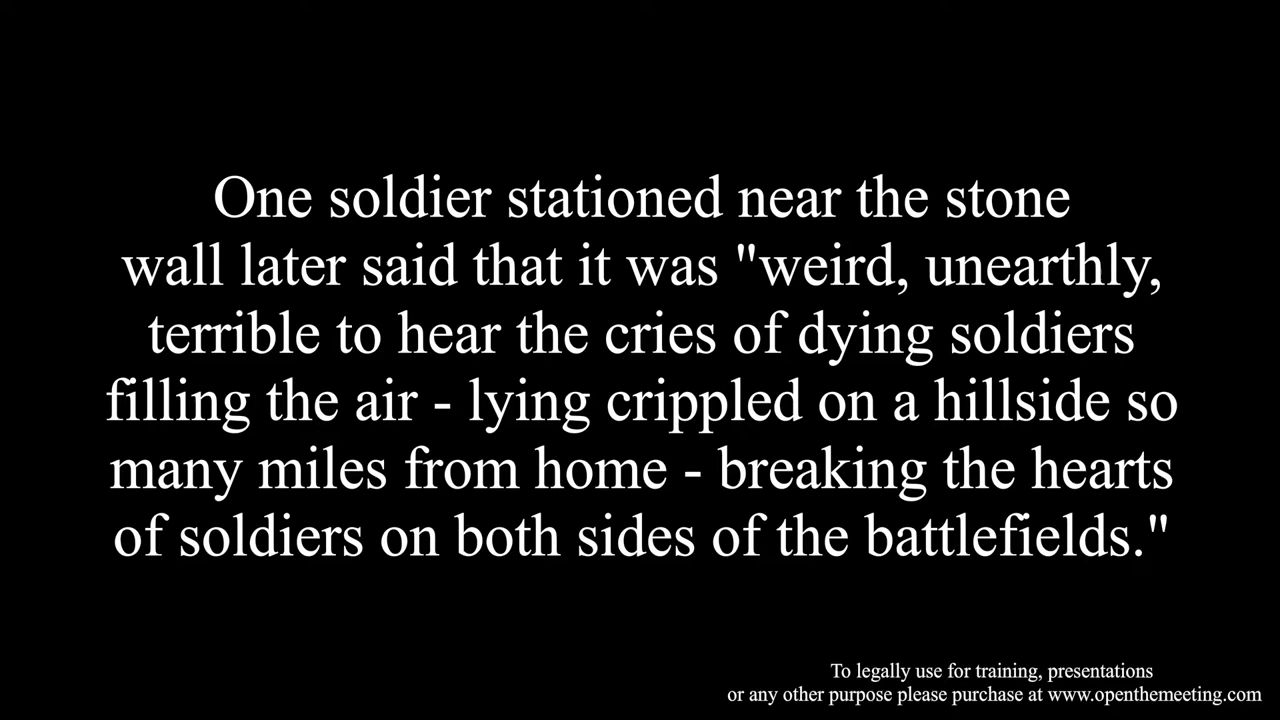 One soldier stationed near the stone
wall later said that it was "weird, unearthly,
terrible to hear the cries of dying soldiers
filling the air - lying crippled on a hillside so
many miles from home - breaking the hearts
of soldiers on both sides of the battlefields."
To legally use for training, presentations
or any other purpose please purchase at www.openthemeeting.com